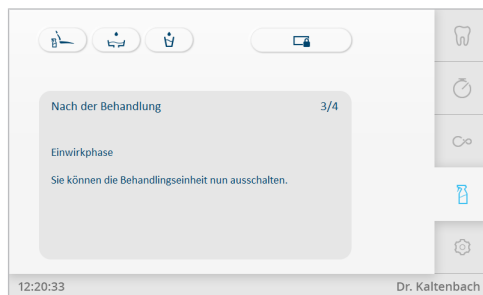 Nach der Behandlung 3/4
Einwirkphase
Sie können die Behandlingseinheit nun ausschalten.
12:20:33 Dr. Kaltenbach